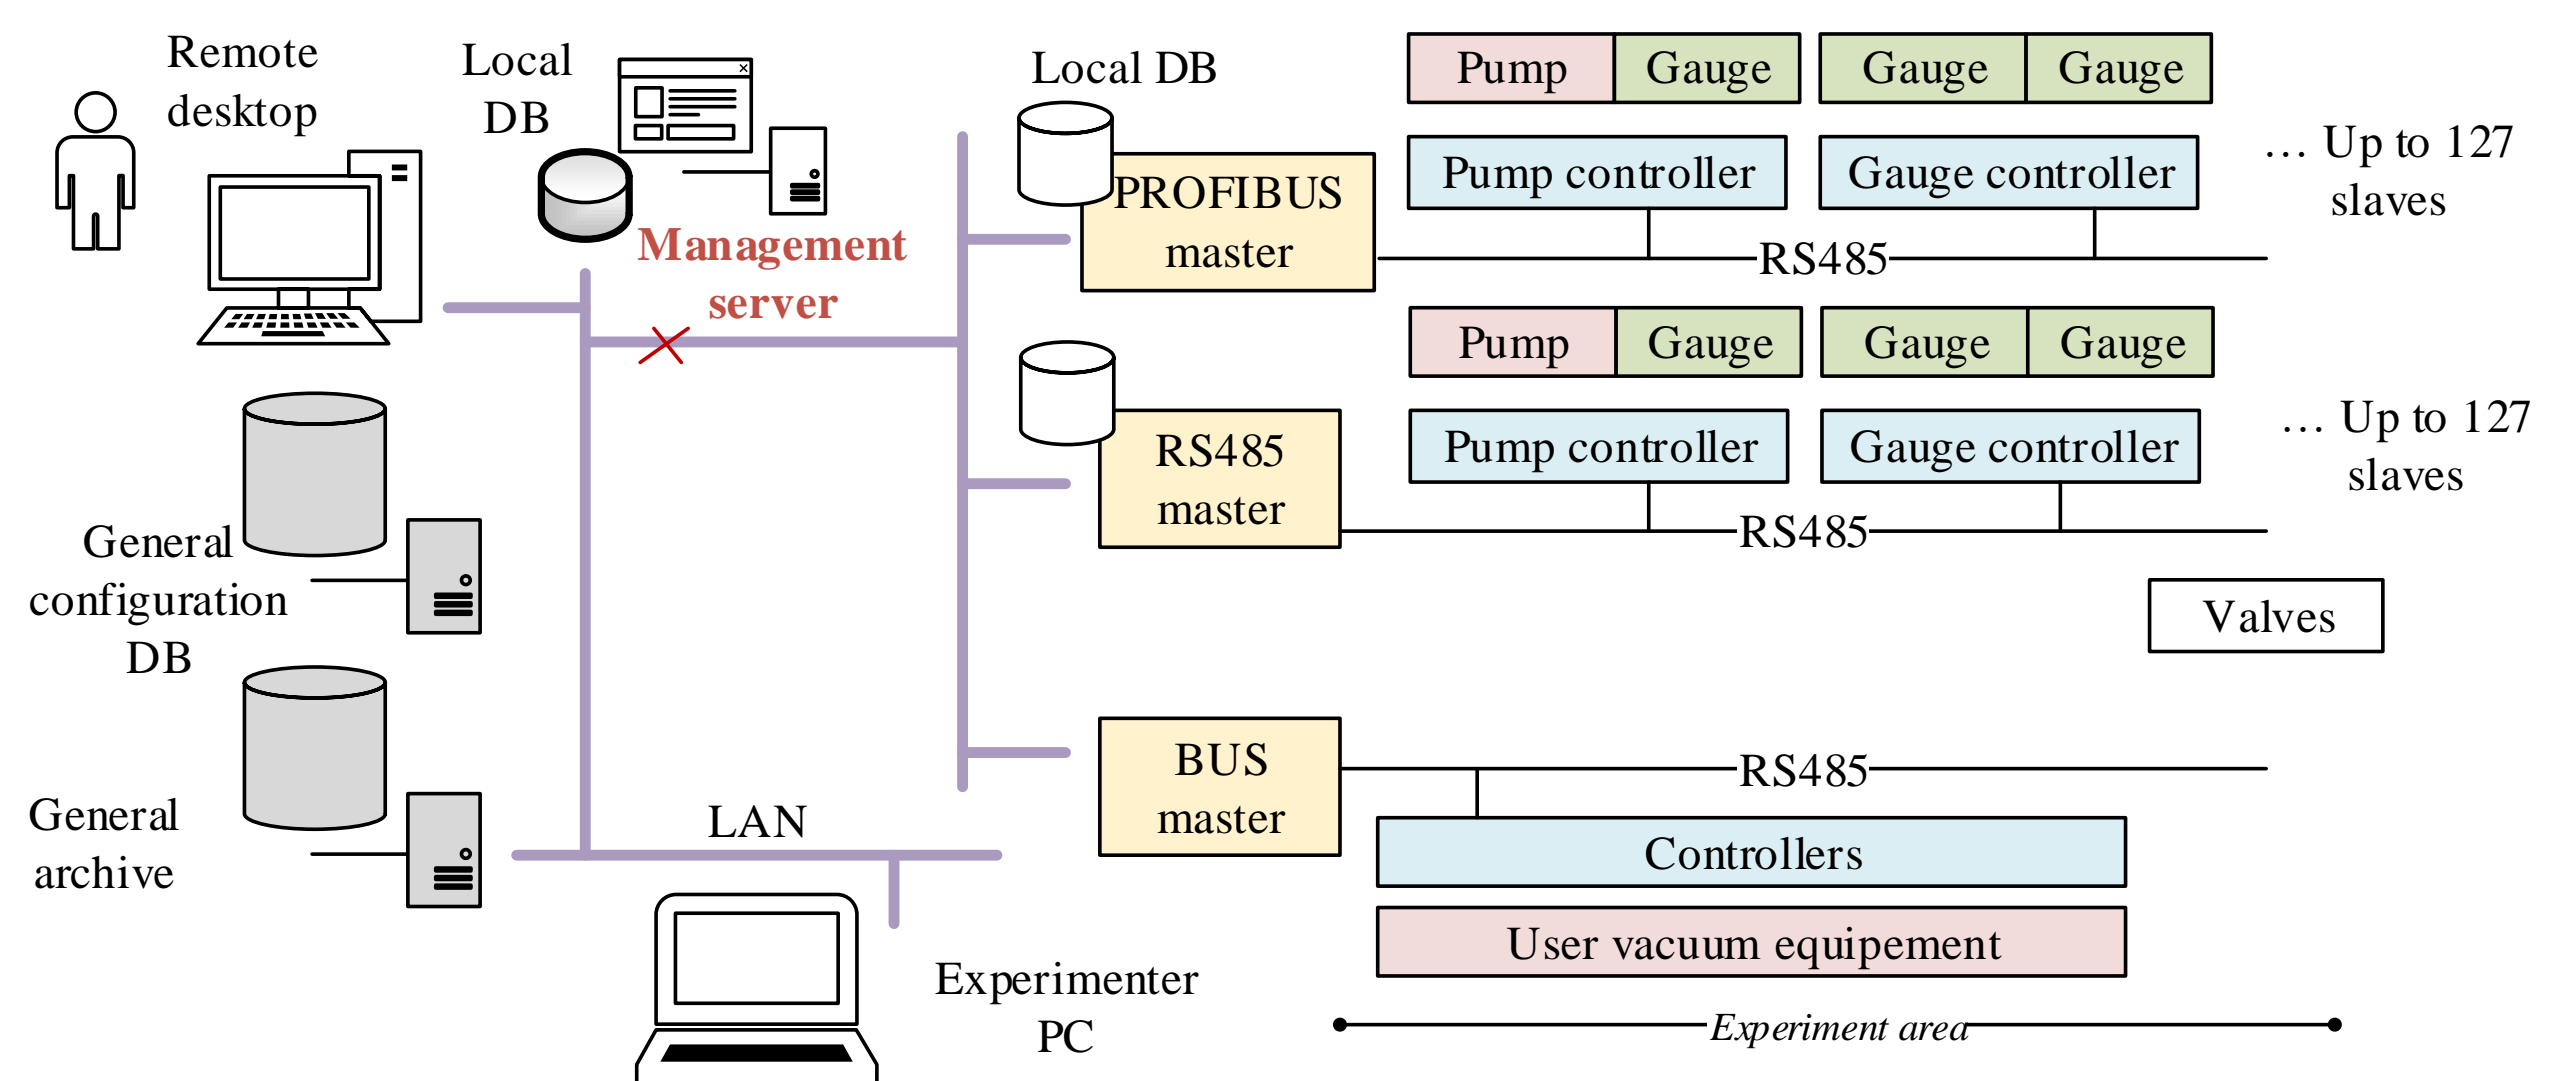 Remote
desktop
Local
DB
Management
server
Local DB
PROFIBUS
master
Pump
Gauge
Gauge
Gauge
Pump controller
Gauge controller
… Up to 127
slaves
RS485
Pump
Gauge
Gauge
Gauge
RS485
master
Pump controller
Gauge controller
… Up to 127
slaves
RS485
General
configuration
DB
Valves
General
archive
LAN
BUS
master
RS485
Controllers
User vacuum equipement
Experimenter
PC
Experiment area